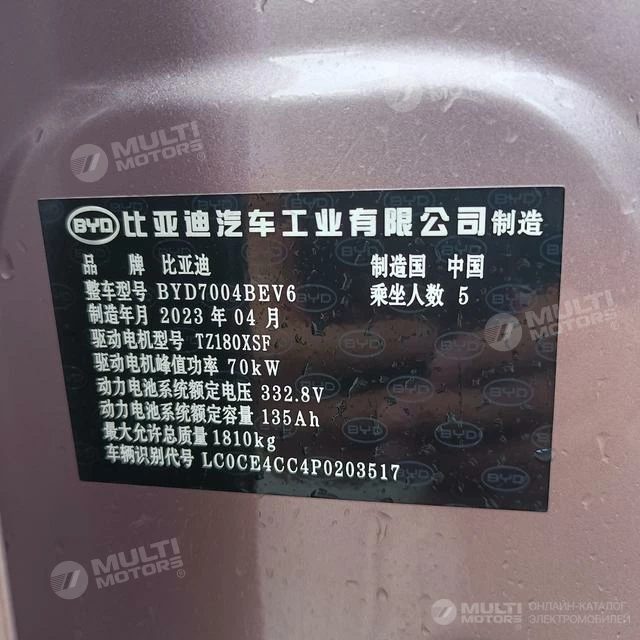 MULTI
MOTORS
MULTI
MOTORS
BYD 比亚迪汽车工业有限公司制造
品 牌 比亚迪 制造国 中国
整车型号 BYD7004BEV6 乘坐人数 5
制造年月 2023 年 04 月
驱动电机型号 TZ180XSF
驱动电机峰值功率 70kW
动力电池系统额定电压 332.8V
动力电池系统额定容量 135Ah
最大允许总质量 1810kg
车辆识别代号 LC0CE4CC4P0203517
MULTI
MOTORS
MULTI
MOTORS
ОНЛАЙН-КАТАЛОГ
ЭЛЕКТРОМОБИЛЕЙ